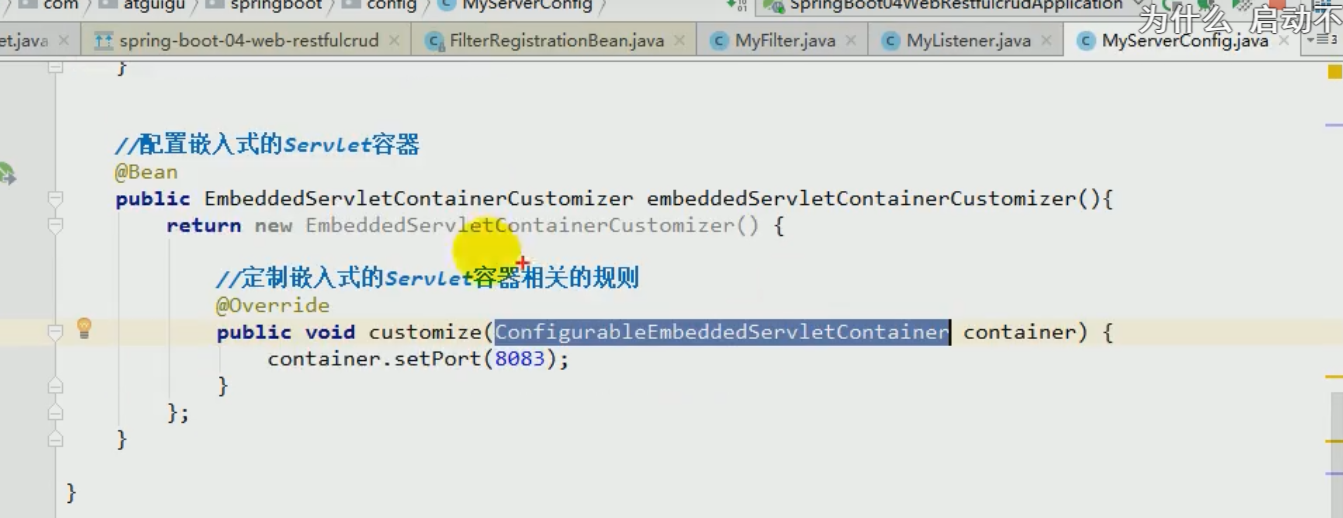 com atguigu springboot config MyServerConfig SpringBoot04WebRestfulcrudApplication
为什么 启动不
et.java spring-boot-04-web-restfulcrud FilterRegistrationBean.java MyFilter.java MyListener.java MyServerConfig.java
}
//配置嵌入式的Servlet容器
@Bean
public EmbeddedServletContainerCustomizer embeddedServletContainerCustomizer(){
return new EmbeddedServletContainerCustomizer() {
//定制嵌入式的Servlet容器相关的规则
@Override
public void customize(ConfigurableEmbeddedServletContainer container) {
container.setPort(8083);
}
};
}
}